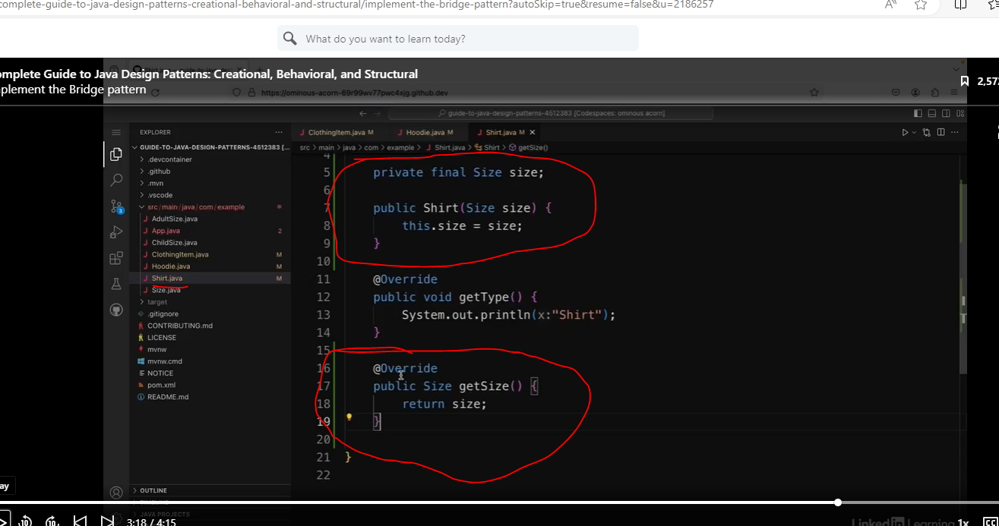 complete-guide-to-java-design-patterns-creational-behavioral-and-structural/implement-the-bridge-pattern?autoSkip=true&resume=false&u=2186257
What do you want to learn today?
omplete Guide to Java Design Patterns: Creational, Behavioral, and Structural
mplement the Bridge pattern
2,572
https://ominous-acorn-69r99wv77pwc4xjg.github.dev
guide-to-java-design-patterns-4512383 [Codespaces: ominous acorn]
EXPLORER
ClothingItem.java M
Hoodie.java M
Shirt.java M
GUIDE-TO-JAVA-DESIGN-PATTERNS-4512383 [...
src > main > java > com > example > Shirt.java > Shirt > getSize()
.devcontainer
.github
.mvn
.vscode
src/main/java/com/example
AdultSize.java
App.java 2
ChildSize.java
ClothingItem.java M
Hoodie.java M
Shirt.java M
Size.java
target
.gitignore
CONTRIBUTING.md
LICENSE
mvnw
mvnw.cmd
NOTICE
pom.xml
README.md
3
4
5 private final Size size;
6
7 public Shirt(Size size) {
8 this.size = size;
9 }
10
11 @Override
12 public void getType() {
13 System.out.println(x:"Shirt");
14 }
15
16 @Override
17 public Size getSize() {
18 return size;
19 }
20
21 }
22
OUTLINE
TIMELINE
JAVA PROJECTS
ay
10
10
3:18 / 4:15
LinkedIn Learning
1x
CC